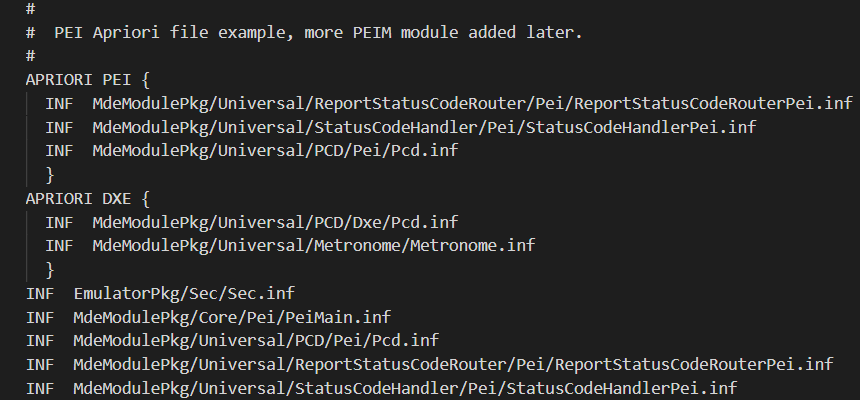 #
#  PEI Apriori file example, more PEIM module added later.
#
APRIORI PEI {
  INF  MdeModulePkg/Universal/ReportStatusCodeRouter/Pei/ReportStatusCodeRouterPei.inf
  INF  MdeModulePkg/Universal/StatusCodeHandler/Pei/StatusCodeHandlerPei.inf
  INF  MdeModulePkg/Universal/PCD/Pei/Pcd.inf
  }
APRIORI DXE {
  INF  MdeModulePkg/Universal/PCD/Dxe/Pcd.inf
  INF  MdeModulePkg/Universal/Metronome/Metronome.inf
  }
INF  EmulatorPkg/Sec/Sec.inf
INF  MdeModulePkg/Core/Pei/PeiMain.inf
INF  MdeModulePkg/Universal/PCD/Pei/Pcd.inf
INF  MdeModulePkg/Universal/ReportStatusCodeRouter/Pei/ReportStatusCodeRouterPei.inf
INF  MdeModulePkg/Universal/StatusCodeHandler/Pei/StatusCodeHandlerPei.inf